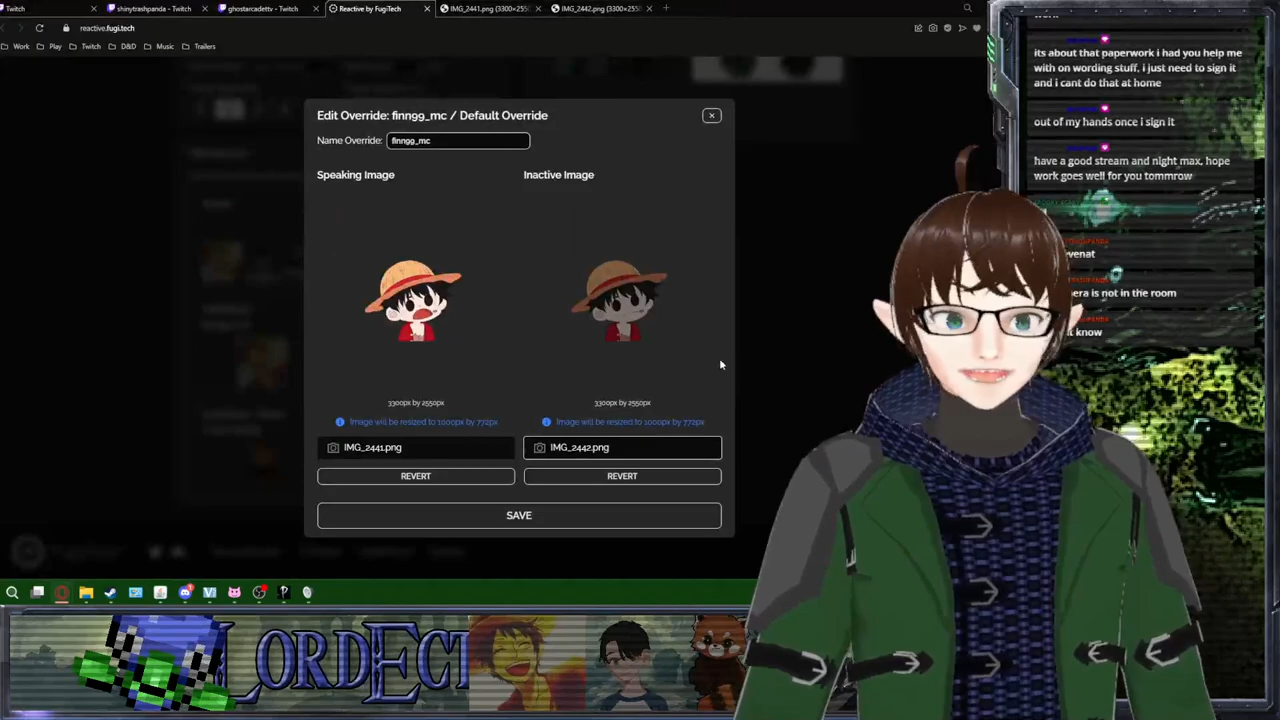 Twitch
shinytrashpanda - Twitch
ghostarcadettv - Twitch
Reactive by FugiTech
IMG_2441.png (3300×255
IMG_2442.png (3300×255
reactive.fugi.tech
Work
Play
Twitch
D&D
Music
Trailers
Edit Override: finn99_mc / Default Override
Name Override:
finn99_mc
Speaking Image
Inactive Image
3300px by 2550px
3300px by 2550px
Image will be resized to 1000px by 772px
Image will be resized to 1000px by 772px
IMG_2441.png
IMG_2442.png
REVERT
REVERT
SAVE
its about that paperwork i had you help me
with on wording stuff, i just need to sign it
and i cant do that at home
out of my hands once i sign it
have a good stream and night max, hope
work goes well for you tommrow
is not in the room
know
LORDECT